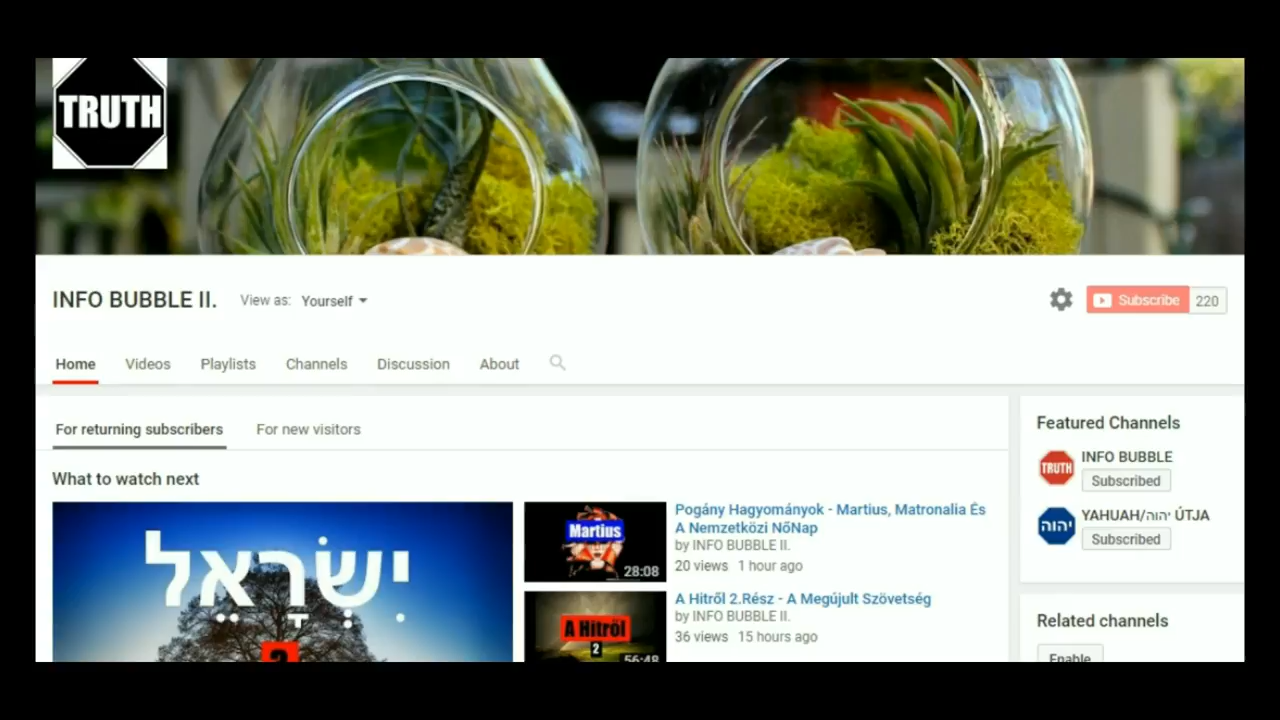 TRUTH
INFO BUBBLE II.
View as: Yourself
Subscribe 220
Home Videos Playlists Channels Discussion About
For returning subscribers For new visitors
What to watch next
יִשְׂרָאֵל
2
Martius
28:08
Pogány Hagyományok - Martius, Matronalia És
A Nemzetközi NőNap
by INFO BUBBLE II.
20 views 1 hour ago
A Hitről
2
56:48
A Hitről 2.Rész - A Megújult Szövetség
by INFO BUBBLE II.
36 views 15 hours ago
Featured Channels
TRUTH
INFO BUBBLE
Subscribed
יהוה
YAHUAH/יהוה ÚTJA
Subscribed
Related channels
Enable